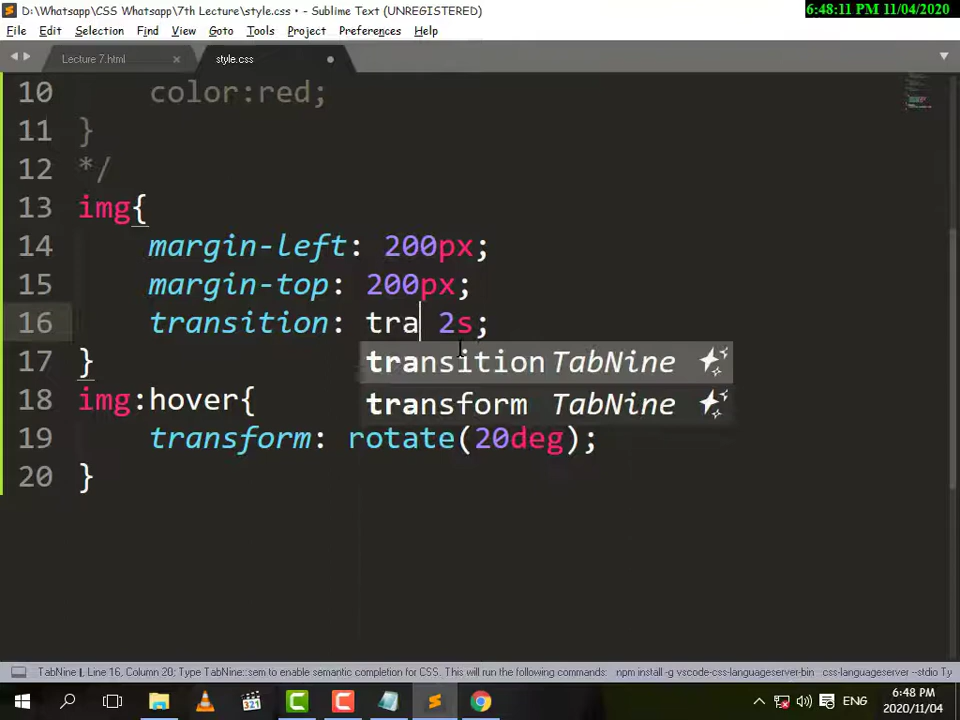 D:\Whatsapp\CSS Whatsapp\7th Lecture\style.css • - Sublime Text (UNREGISTERED)
6:48:11 PM 11/04/2020
File Edit Selection Find View Goto Tools Project Preferences Help
Lecture 7.html × style.css
10 color:red;
11 }
12 */
13 img{
14 margin-left: 200px;
15 margin-top: 200px;
16 transition: tra 2s;
transition TabNine
17 }
transform TabNine
18 img:hover{
19 transform: rotate(20deg);
20 }
TabNine |, Line 16, Column 20; Type TabNine::sem to enable semantic completion for CSS. This will run the following commands: npm install -g vscode-css-languageserver-bin css-languageserver --stdio Ty
321
ENG
6:48 PM
2020/11/04